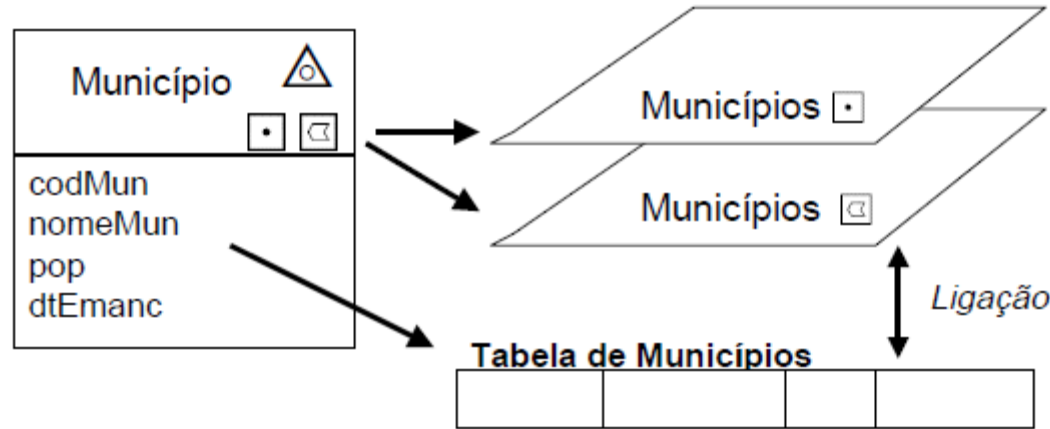 Município
codMun
nomeMun
pop
dtEmanc
Municípios
Municípios
Ligação
Tabela de Municípios